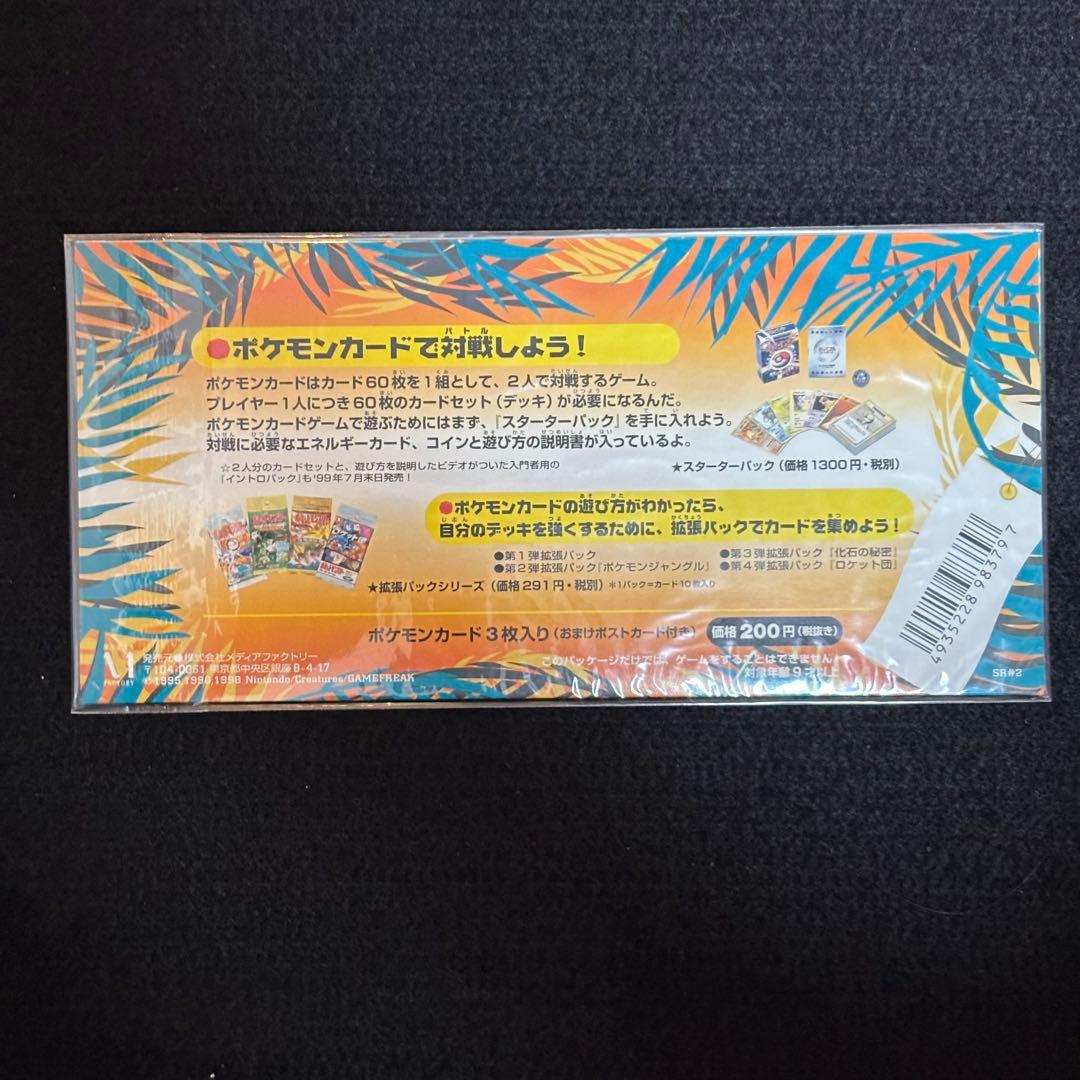 ●ポケモンカードで対戦しよう！
バトル
ポケモンカードはカード60枚を1組として、2人で対戦するゲーム。
プレイヤー1人につき60枚のカードセット（デッキ）が必要になるんだ。
ポケモンカードゲームで遊ぶためにはまず、『スターターパック』を手に入れよう。
対戦に必要なエネルギーカード、コインと遊び方の説明書が入っているよ。
☆2人分のカードセットと、遊び方を説明したビデオがついた入門者用の
『イントロパック』も'99年7月末日発売！
★スターターパック（価格1300円・税別）
●ポケモンカードの遊び方がわかったら、
自分のデッキを強くするために、拡張パックでカードを集めよう！
●第1弾拡張パック
●第2弾拡張パック『ポケモンジャングル』
●第3弾拡張パック『化石の秘密』
●第4弾拡張パック『ロケット団』
★拡張パックシリーズ（価格291円・税別）＊1パック=カード10枚入り
ポケモンカード3枚入り（おまけポストカード付き）価格200円（税抜き）
このパッケージだけでは、ゲームをすることはできません。
対象年齢9才以上
発売元●株式会社メディアファクトリー
〒104-0061 東京都中央区銀座8-4-17
©1995,1996,1998 Nintendo/Creatures/GAMEFREAK
FACTORY
4935228983797
SR#2